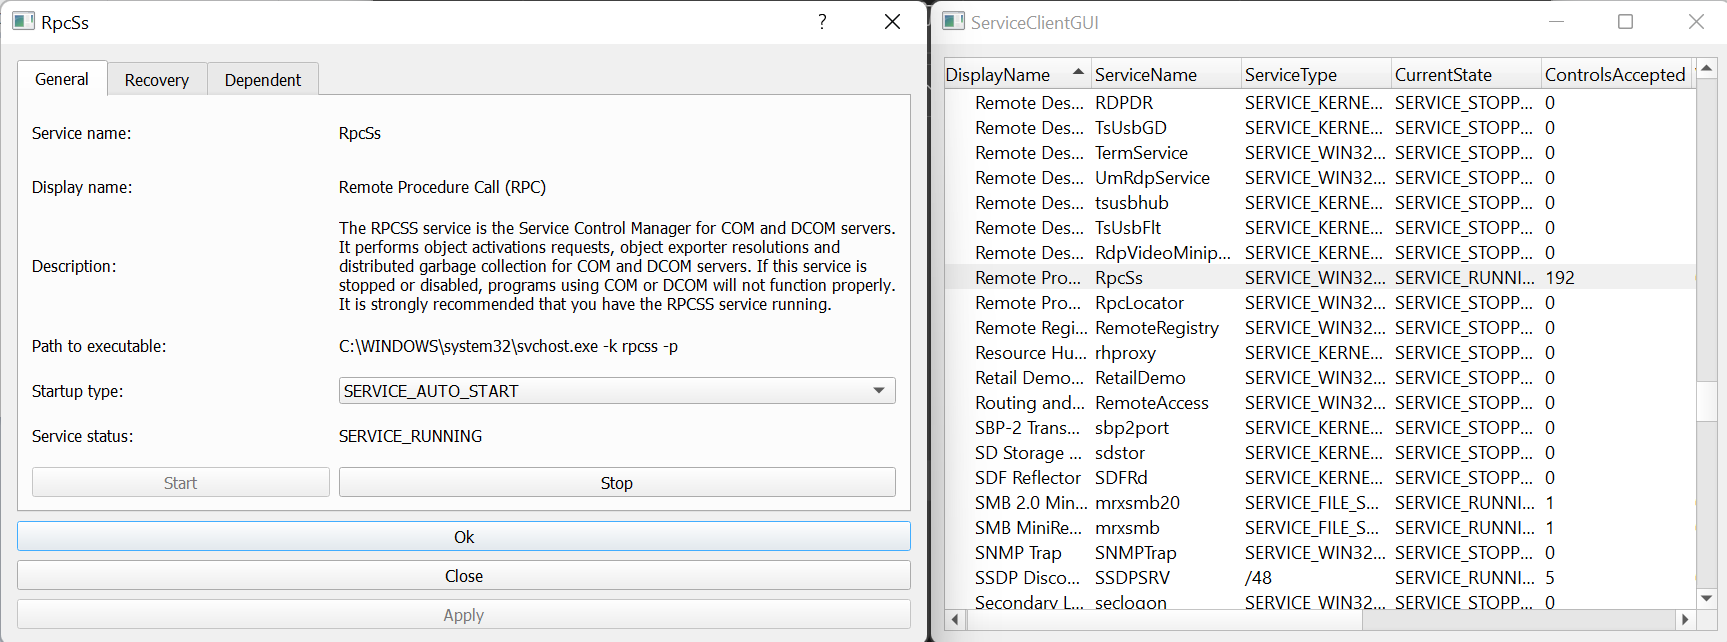 RpcSs
?
General
Recovery
Dependent
Service name:
RpcSs
Display name:
Remote Procedure Call (RPC)
Description:
The RPCSS service is the Service Control Manager for COM and DCOM servers.
It performs object activations requests, object exporter resolutions and
distributed garbage collection for COM and DCOM servers. If this service is
stopped or disabled, programs using COM or DCOM will not function properly.
It is strongly recommended that you have the RPCSS service running.
Path to executable:
C:\WINDOWS\system32\svchost.exe -k rpcss -p
Startup type:
SERVICE_AUTO_START
Service status:
SERVICE_RUNNING
Start
Stop
Ok
Close
Apply
ServiceClientGUI
DisplayName ServiceName ServiceType CurrentState ControlsAccepted
Remote Des... RDPDR SERVICE_KERNE... SERVICE_STOPP... 0
Remote Des... TsUsbGD SERVICE_KERNE... SERVICE_STOPP... 0
Remote Des... TermService SERVICE_WIN32... SERVICE_STOPP... 0
Remote Des... UmRdpService SERVICE_WIN32... SERVICE_STOPP... 0
Remote Des... tsusbhub SERVICE_KERNE... SERVICE_STOPP... 0
Remote Des... TsUsbFlt SERVICE_KERNE... SERVICE_STOPP... 0
Remote Des... RdpVideoMinip... SERVICE_KERNE... SERVICE_STOPP... 0
Remote Pro... RpcSs SERVICE_WIN32... SERVICE_RUNNI... 192
Remote Pro... RpcLocator SERVICE_WIN32... SERVICE_STOPP... 0
Remote Regi... RemoteRegistry SERVICE_WIN32... SERVICE_STOPP... 0
Resource Hu... rhproxy SERVICE_KERNE... SERVICE_STOPP... 0
Retail Demo... RetailDemo SERVICE_WIN32... SERVICE_STOPP... 0
Routing and... RemoteAccess SERVICE_WIN32... SERVICE_STOPP... 0
SBP-2 Trans... sbp2port SERVICE_KERNE... SERVICE_STOPP... 0
SD Storage ... sdstor SERVICE_KERNE... SERVICE_STOPP... 0
SDF Reflector SDFRd SERVICE_KERNE... SERVICE_STOPP... 0
SMB 2.0 Min... mrxsmb20 SERVICE_FILE_S... SERVICE_RUNNI... 1
SMB MiniRe... mrxsmb SERVICE_FILE_S... SERVICE_RUNNI... 1
SNMP Trap SNMPTrap SERVICE_WIN32... SERVICE_STOPP... 0
SSDP Disco... SSDPSRV /48 SERVICE_RUNNI... 5
Secondary L... seclogon SERVICE_WIN32... SERVICE_STOPP... 0